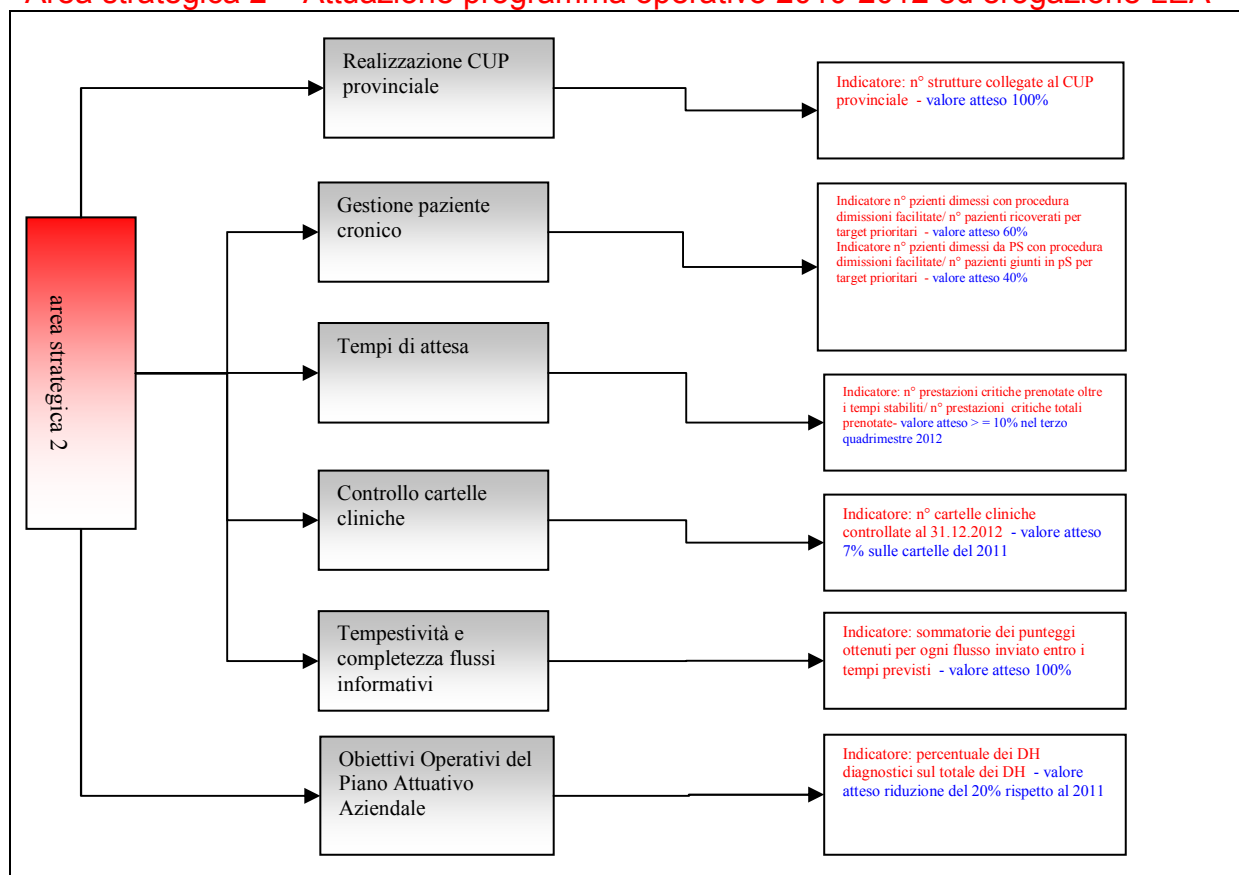 Area strategica 2 – Attuazione programma operativo 2010-2012 ed erogazione LEA
area strategica 2
Realizzazione CUP
provinciale
Indicatore: n° strutture collegate al CUP
provinciale - valore atteso 100%
Gestione paziente
cronico
Indicatore n° pzienti dimessi con procedura
dimissioni facilitate/ n° pazienti ricoverati per
target prioritari - valore atteso 60%
Indicatore n° pzienti dimessi da PS con procedura
dimissioni facilitate/ n° pazienti giunti in pS per
target prioritari - valore atteso 40%
Tempi di attesa
Indicatore: n° prestazioni critiche prenotate oltre
i tempi stabiliti/ n° prestazioni critiche totali
prenotate- valore atteso > = 10% nel terzo
quadrimestre 2012
Controllo cartelle
cliniche
Indicatore: n° cartelle cliniche
controllate al 31.12.2012 - valore atteso
7% sulle cartelle del 2011
Tempestività e
completezza flussi
informativi
Indicatore: sommatorie dei punteggi
ottenuti per ogni flusso inviato entro i
tempi previsti - valore atteso 100%
Obiettivi Operativi del
Piano Attuativo
Aziendale
Indicatore: percentuale dei DH
diagnostici sul totale dei DH - valore
atteso riduzione del 20% rispetto al 2011